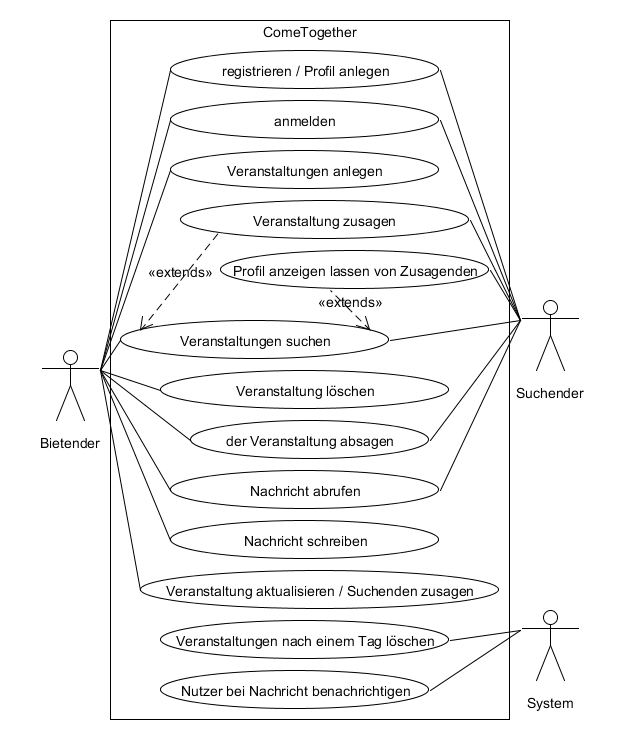 ComeTogether
registrieren / Profil anlegen
anmelden
Veranstaltungen anlegen
Veranstaltung zusagen
«extends»
Profil anzeigen lassen von Zusagenden
«extends»
Veranstaltungen suchen
Veranstaltung löschen
Suchender
der Veranstaltung absagen
Bietender
Nachricht abrufen
Nachricht schreiben
Veranstaltung aktualisieren / Suchenden zusagen
Veranstaltungen nach einem Tag löschen
Nutzer bei Nachricht benachrichtigen
System